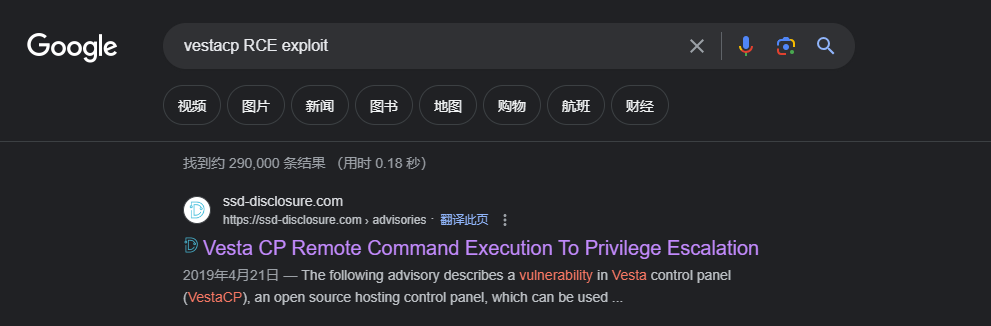 Google
vestacp RCE exploit
视频 图片 新闻 图书 地图 购物 航班 财经
找到约 290,000 条结果 （用时 0.18 秒）
ssd-disclosure.com
https://ssd-disclosure.com › advisories · 翻译此页
Vesta CP Remote Command Execution To Privilege Escalation
2019年4月21日 — The following advisory describes a vulnerability in Vesta control panel
(VestaCP), an open source hosting control panel, which can be used ...